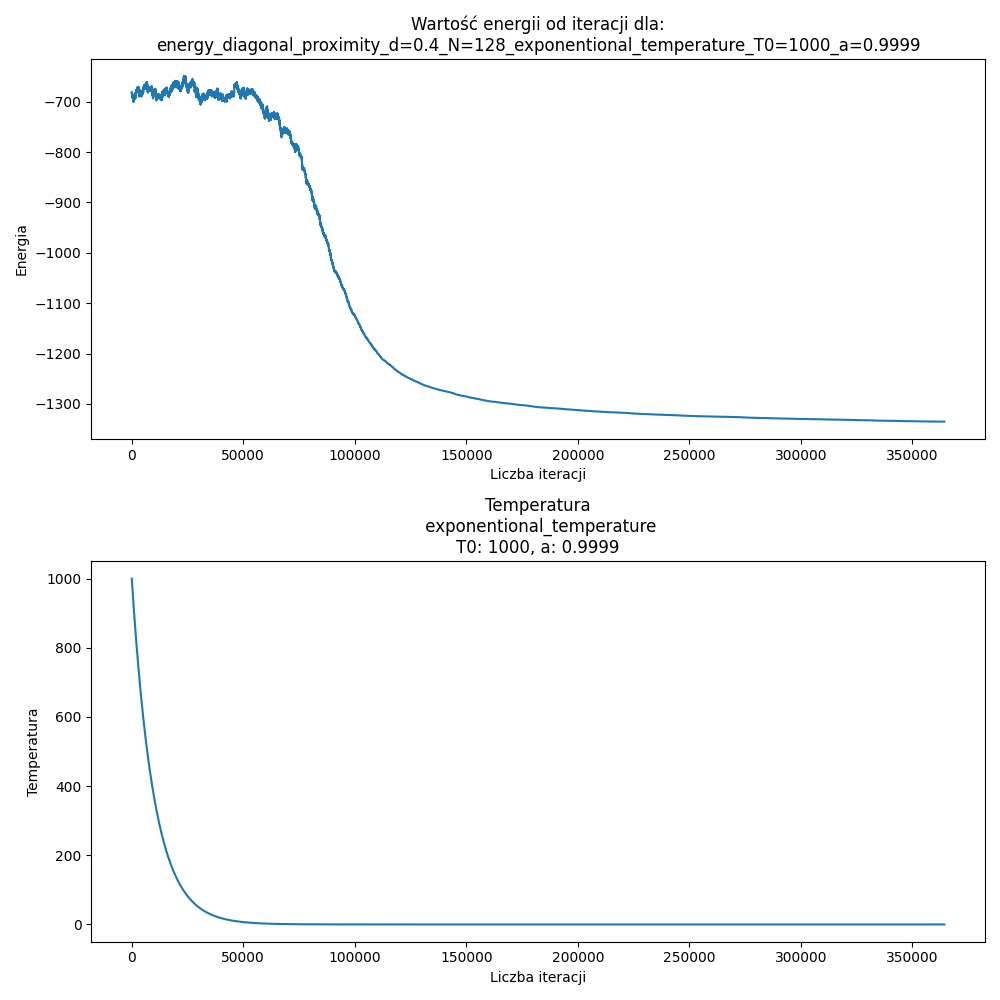 Wartość energii od iteracji dla:
energy_diagonal_proximity_d=0.4_N=128_exponentional_temperature_T0=1000_a=0.9999
−700
−800
−900
−1000
−1100
−1200
−1300
Energia
0 50000 100000 150000 200000 250000 300000 350000
Liczba iteracji
Temperatura
exponentional_temperature
T0: 1000, a: 0.9999
1000
800
600
400
200
0
Temperatura
0 50000 100000 150000 200000 250000 300000 350000
Liczba iteracji